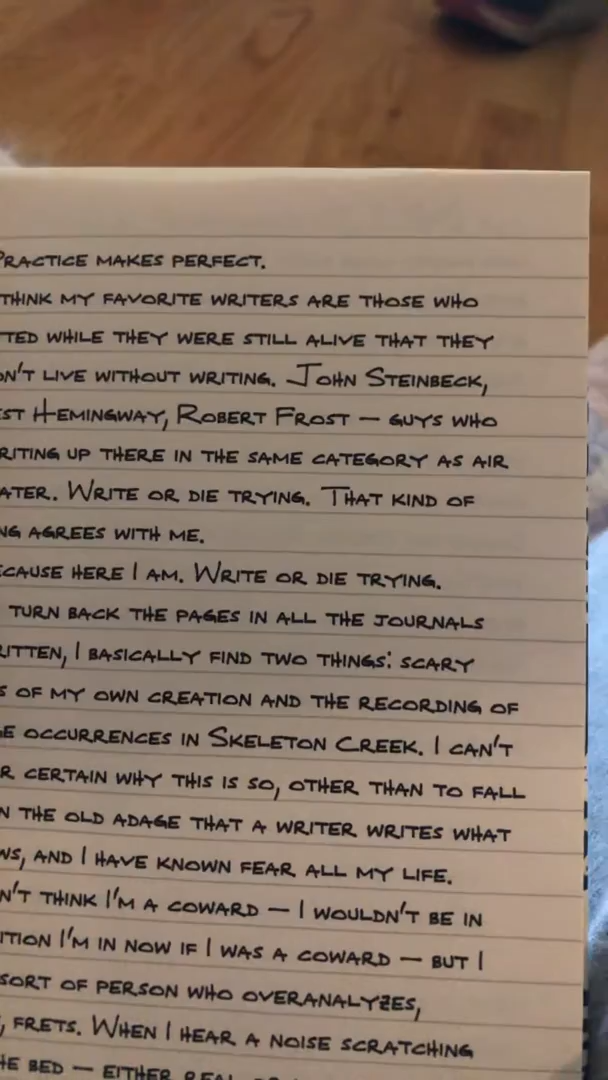 PRACTICE MAKES PERFECT.
THINK MY FAVORITE WRITERS ARE THOSE WHO
TED WHILE THEY WERE STILL ALIVE THAT THEY
N'T LIVE WITHOUT WRITING. JOHN STEINBECK,
ST HEMINGWAY, ROBERT FROST — GUYS WHO
RITING UP THERE IN THE SAME CATEGORY AS AIR
ATER. WRITE OR DIE TRYING. THAT KIND OF
NG AGREES WITH ME.
ECAUSE HERE I AM. WRITE OR DIE TRYING.
TURN BACK THE PAGES IN ALL THE JOURNALS
RITTEN, I BASICALLY FIND TWO THINGS: SCARY
S OF MY OWN CREATION AND THE RECORDING OF
GE OCCURRENCES IN SKELETON CREEK. I CAN'T
R CERTAIN WHY THIS IS SO, OTHER THAN TO FALL
N THE OLD ADAGE THAT A WRITER WRITES WHAT
WS, AND I HAVE KNOWN FEAR ALL MY LIFE.
N'T THINK I'M A COWARD — I WOULDN'T BE IN
ITION I'M IN NOW IF I WAS A COWARD — BUT I
SORT OF PERSON WHO OVERANALYZES,
, FRETS. WHEN I HEAR A NOISE SCRATCHING
HE BED — EITHER REAL OR